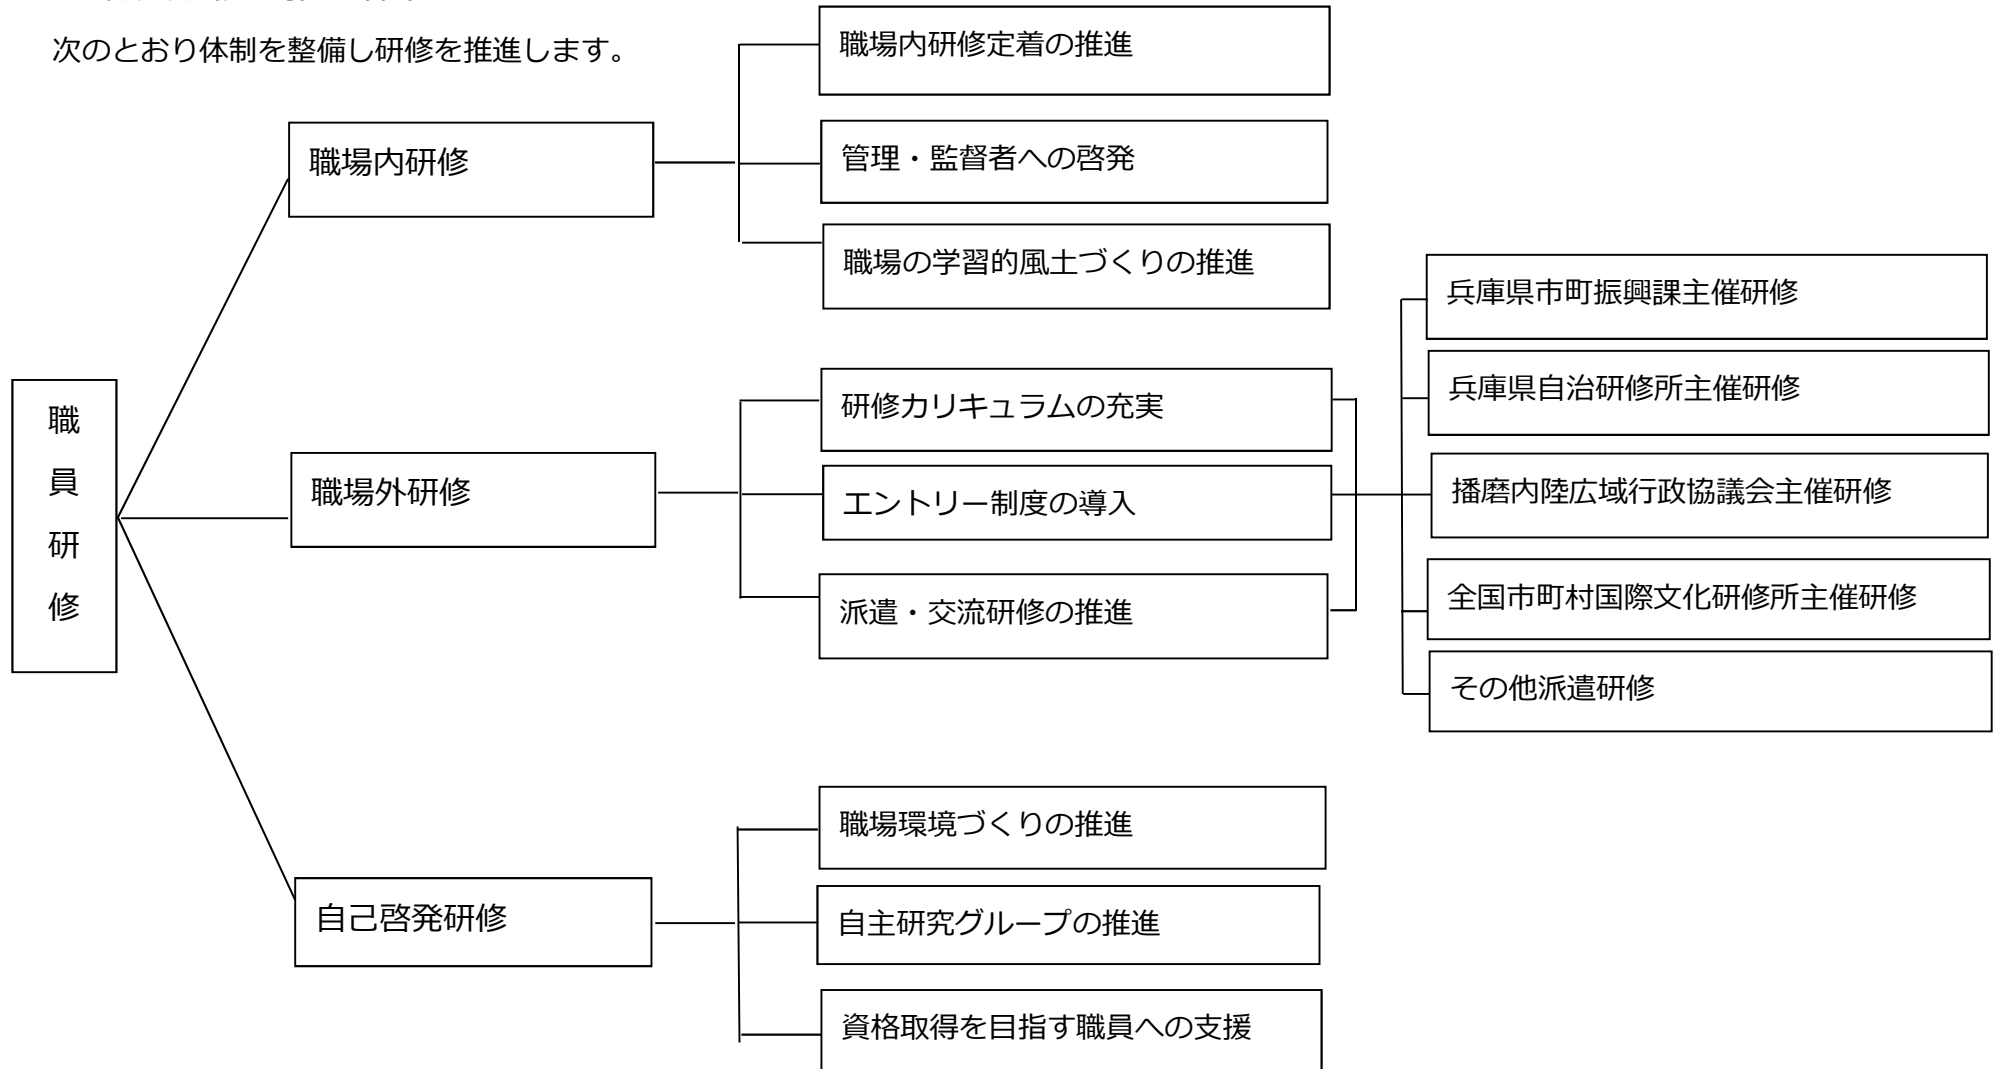 次のとおり体制を整備し研修を推進します。
職員研修
職場内研修
職場内研修定着の推進
管理・監督者への啓発
職場の学習的風土づくりの推進
職場外研修
研修カリキュラムの充実
エントリー制度の導入
派遣・交流研修の推進
兵庫県市町振興課主催研修
兵庫県自治研修所主催研修
播磨内陸広域行政協議会主催研修
全国市町村国際文化研修所主催研修
その他派遣研修
自己啓発研修
職場環境づくりの推進
自主研究グループの推進
資格取得を目指す職員への支援